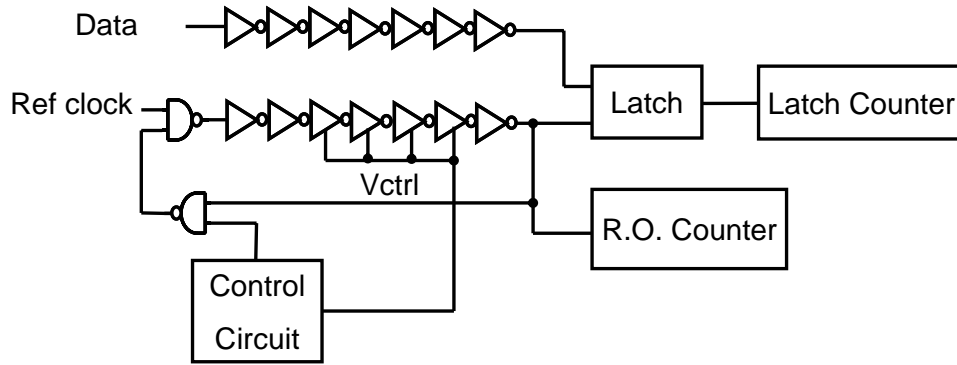 Data
Ref clock
Latch
Latch Counter
Vctrl
R.O. Counter
Control
Circuit